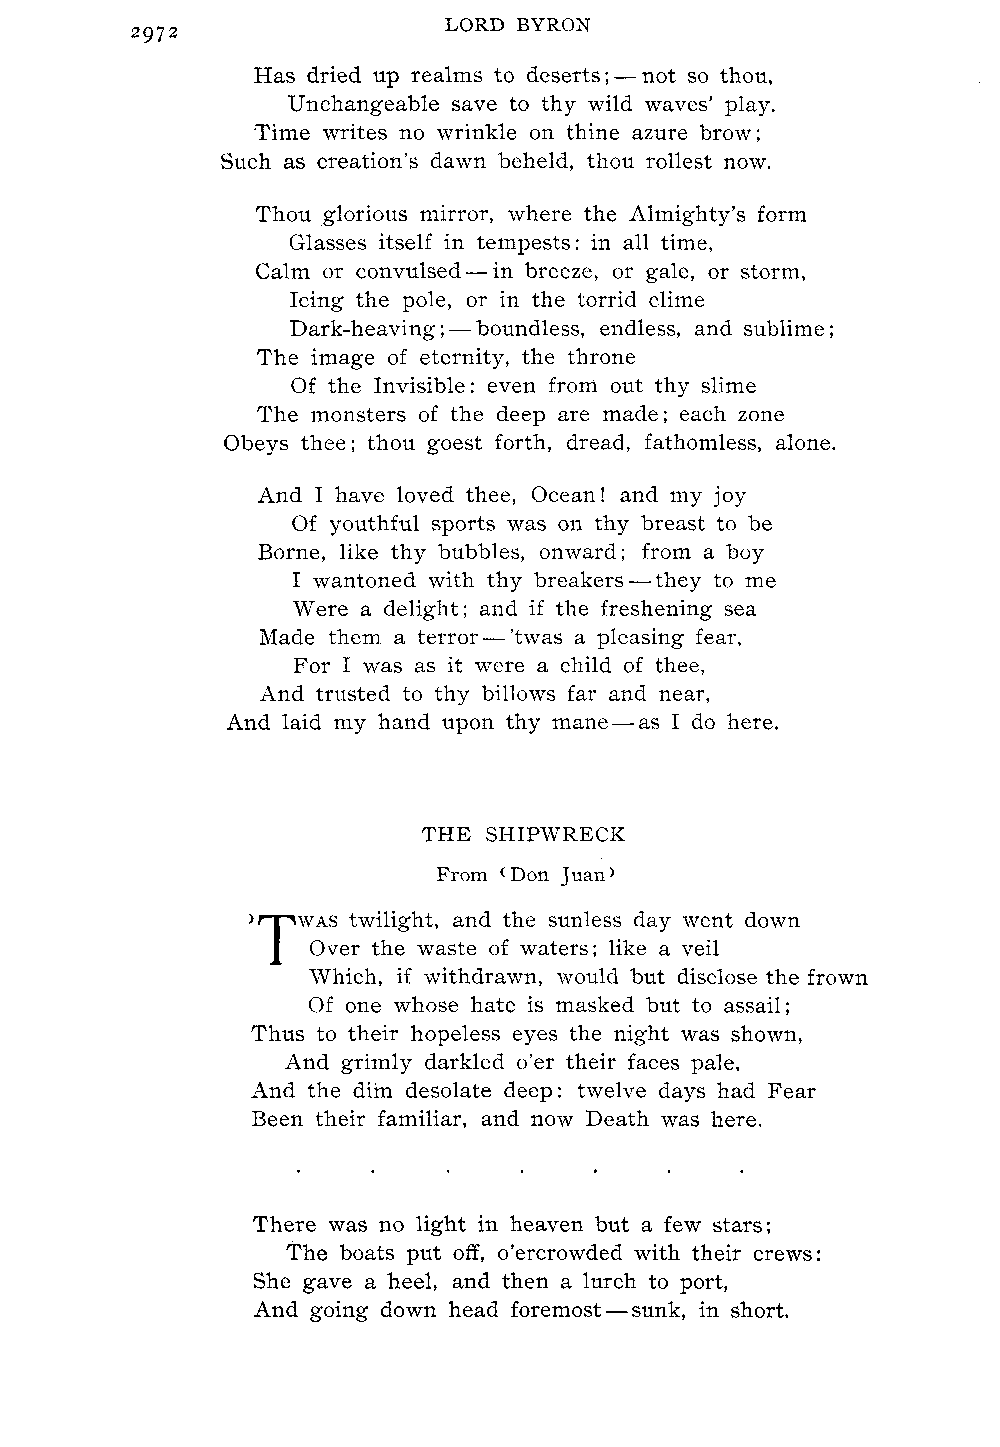 2972
LORD BYRON
Has dried up realms to deserts;—not so thou,
Unchangeable save to thy wild waves' play.
Time writes no wrinkle on thine azure brow;
Such as creation's dawn beheld, thou rollest now.
Thou glorious mirror, where the Almighty's form
Glasses itself in tempests: in all time,
Calm or convulsed—in breeze, or gale, or storm,
Icing the pole, or in the torrid clime
Dark-heaving;—boundless, endless, and sublime;
The image of eternity, the throne
Of the Invisible: even from out thy slime
The monsters of the deep are made; each zone
Obeys thee; thou goest forth, dread, fathomless, alone.
And I have loved thee, Ocean! and my joy
Of youthful sports was on thy breast to be
Borne, like thy bubbles, onward; from a boy
I wantoned with thy breakers—they to me
Were a delight; and if the freshening sea
Made them a terror—'twas a pleasing fear,
For I was as it were a child of thee,
And trusted to thy billows far and near,
And laid my hand upon thy mane—as I do here.
THE SHIPWRECK
From ‹Don Juan›
'TWAS twilight, and the sunless day went down
Over the waste of waters; like a veil
Which, if withdrawn, would but disclose the frown
Of one whose hate is masked but to assail;
Thus to their hopeless eyes the night was shown,
And grimly darkled o'er their faces pale,
And the dim desolate deep: twelve days had Fear
Been their familiar, and now Death was here.
. . . . . . .
There was no light in heaven but a few stars;
The boats put off, o'ercrowded with their crews:
She gave a heel, and then a lurch to port,
And going down head foremost—sunk, in short.